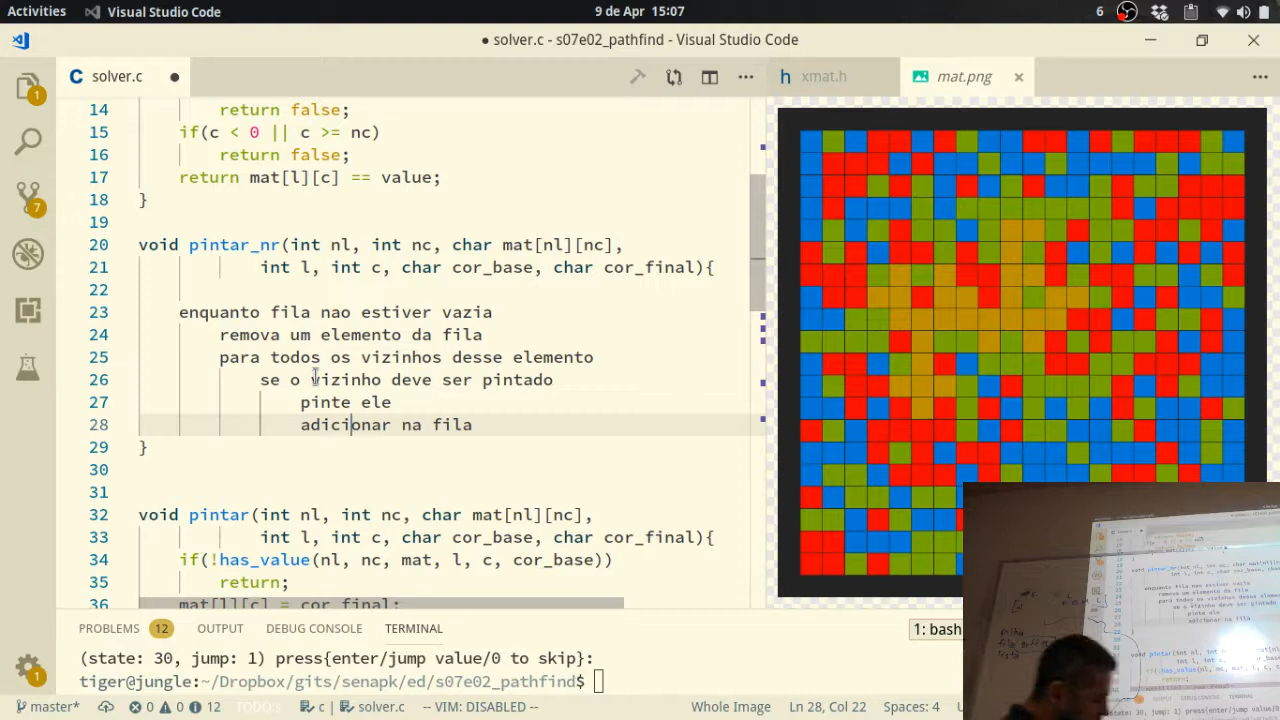 Activities Visual Studio Code 9 de Apr 15:07 6
● solver.c - s07e02_pathfind - Visual Studio Code
C solver.c ● h xmat.h mat.png
14 return false;
15 if(c < 0 || c >= nc)
16 return false;
17 return mat[l][c] == value;
18 }
19
20 void pintar_nr(int nl, int nc, char mat[nl][nc],
21 int l, int c, char cor_base, char cor_final){
22
23 enquanto fila nao estiver vazia
24 remova um elemento da fila
25 para todos os vizinhos desse elemento
26 se o vizinho deve ser pintado
27 pinte ele
28 adicionar na fila
29 }
30
31
32 void pintar(int nl, int nc, char mat[nl][nc],
33 int l, int c, char cor_base, char cor_final){
34 if(!has_value(nl, nc, mat, l, c, cor_base))
35 return;
36 mat[l][c] = cor_final;
1
7
1
PROBLEMS 12 OUTPUT DEBUG CONSOLE TERMINAL 1: bash
(state: 30, jump: 1) press{enter/jump value/0 to skip}:
tiger@jungle:~/Dropbox/gits/senapk/ed/s07e02_pathfind$
master* 0 0 12 TODO:0 c | solver.c -- VIM: DISABLED -- Whole Image Ln 28, Col 22 Spaces: 4